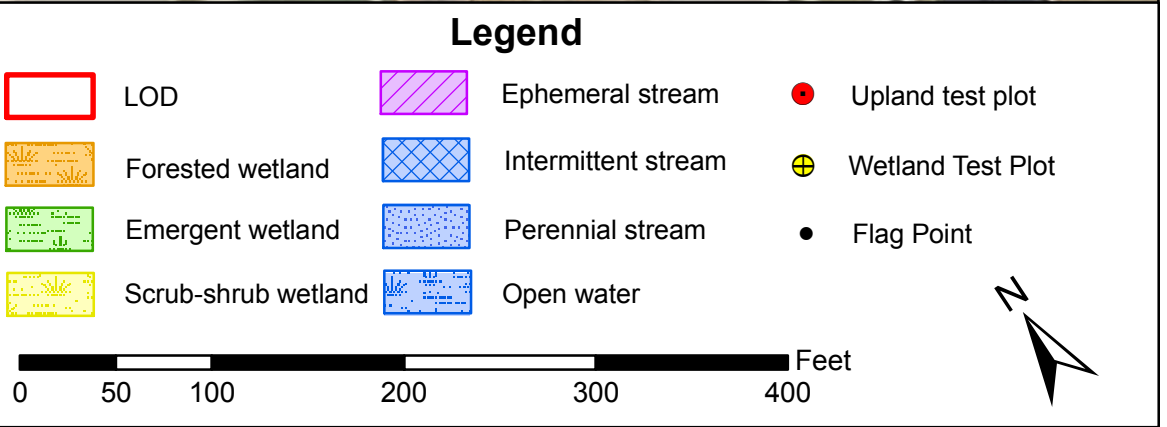 Legend
LOD
Forested wetland
Emergent wetland
Scrub-shrub wetland
Ephemeral stream
Intermittent stream
Perennial stream
Open water
Upland test plot
Wetland Test Plot
Flag Point
N
Feet
0 50 100 200 300 400